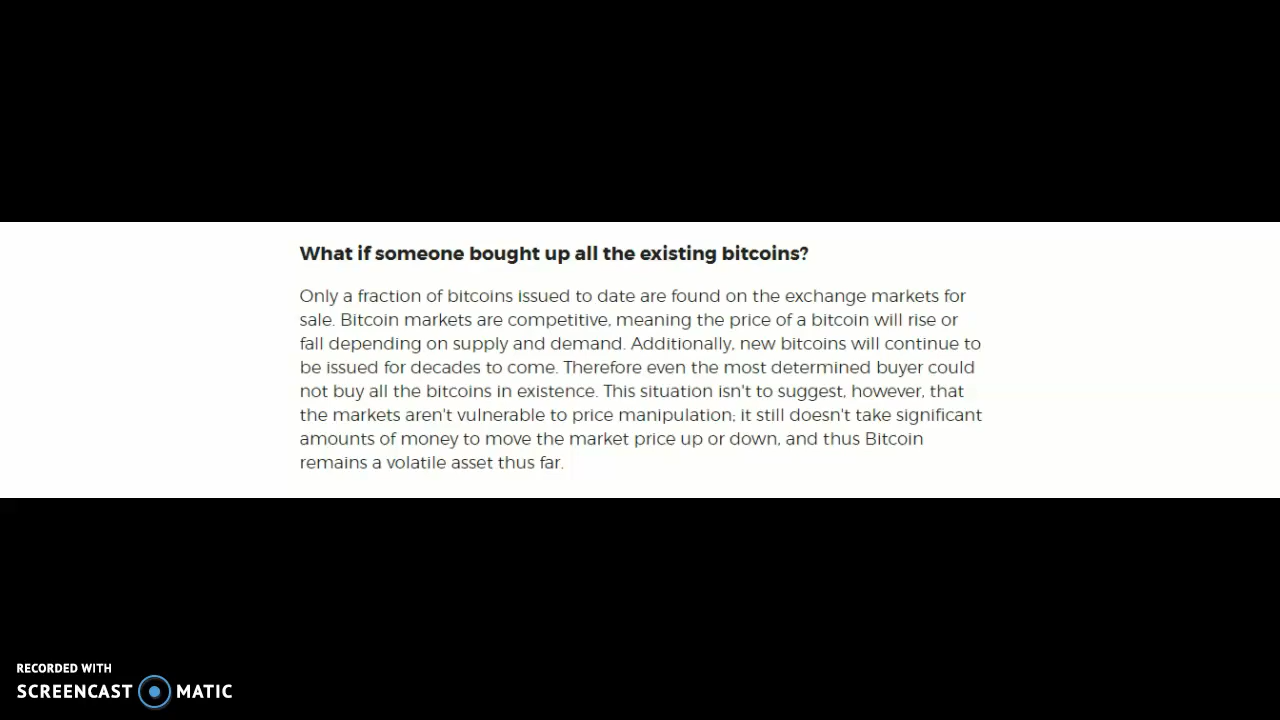 What if someone bought up all the existing bitcoins?
Only a fraction of bitcoins issued to date are found on the exchange markets for
sale. Bitcoin markets are competitive, meaning the price of a bitcoin will rise or
fall depending on supply and demand. Additionally, new bitcoins will continue to
be issued for decades to come. Therefore even the most determined buyer could
not buy all the bitcoins in existence. This situation isn't to suggest, however, that
the markets aren't vulnerable to price manipulation; it still doesn't take significant
amounts of money to move the market price up or down, and thus Bitcoin
remains a volatile asset thus far.
RECORDED WITH
SCREENCAST MATIC